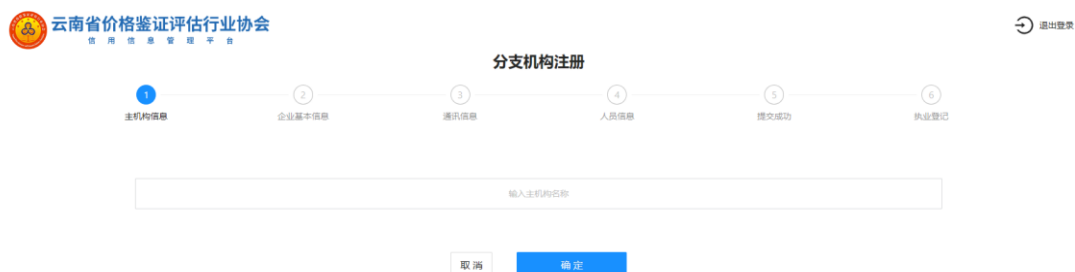 云南省价格鉴证评估行业协会
信用信息管理平台
退出登录
分支机构注册
1 2 3 4 5 6
主机构信息 企业基本信息 通讯信息 人员信息 提交成功 执业登记
输入主机构名称
取消 确定